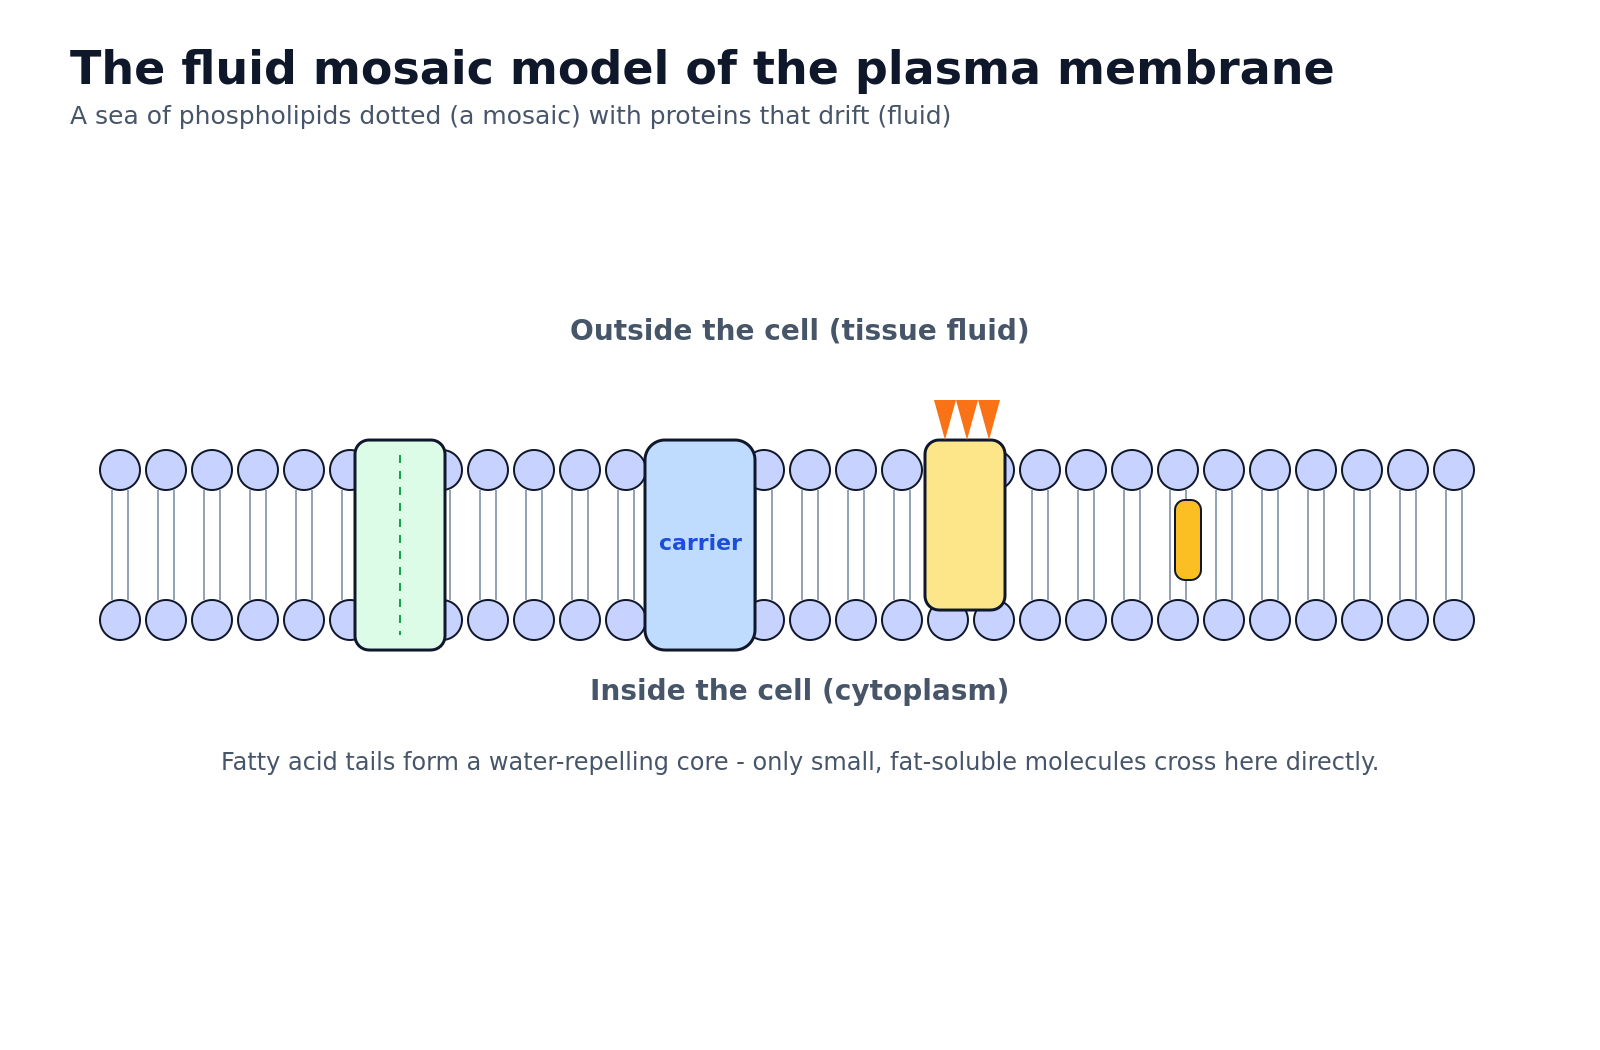 The fluid mosaic model of the plasma membrane
A sea of phospholipids dotted (a mosaic) with proteins that drift (fluid)
Outside the cell (tissue fluid)
carrier
Inside the cell (cytoplasm)
Fatty acid tails form a water-repelling core - only small, fat-soluble molecules cross here directly.